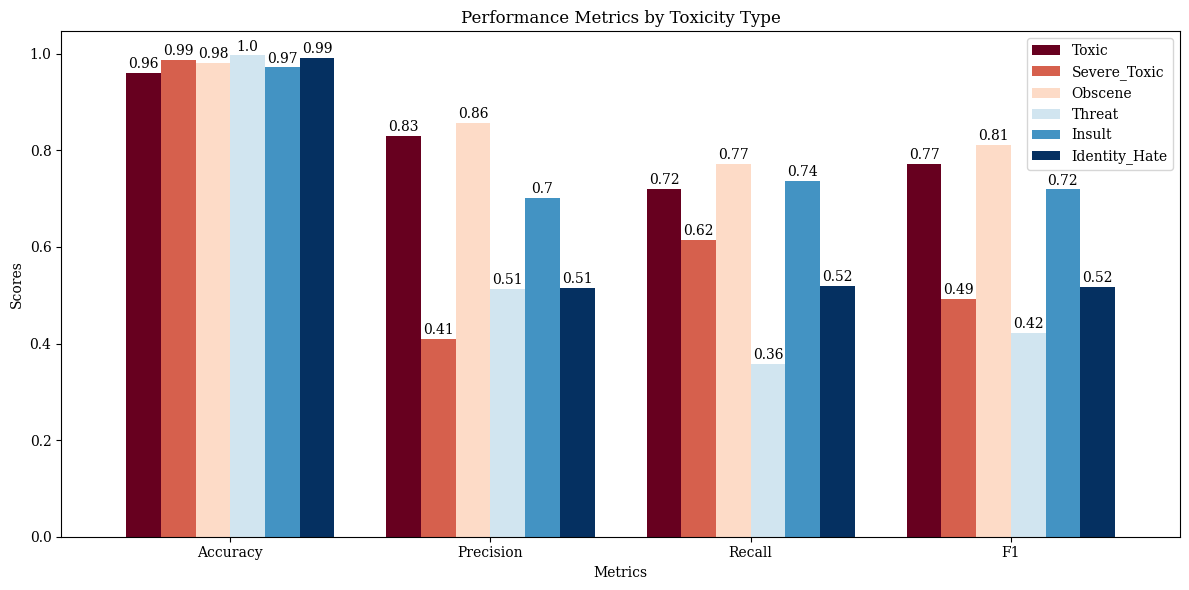 Performance Metrics by Toxicity Type
Toxic
Severe_Toxic
Obscene
Threat
Insult
Identity_Hate
Scores
1.0
0.8
0.6
0.4
0.2
0.0
0.96
0.99
0.98
1.0
0.97
0.99
0.83
0.41
0.86
0.51
0.7
0.51
0.72
0.62
0.77
0.36
0.74
0.52
0.77
0.49
0.81
0.42
0.72
0.52
Accuracy
Precision
Recall
F1
Metrics